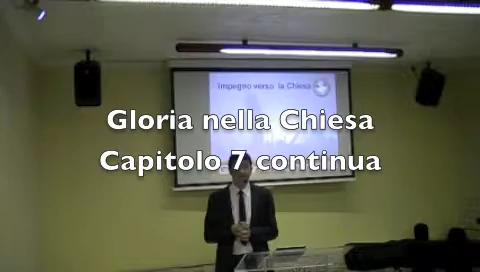 Impegno verso la Chiesa
Gloria nella Chiesa
Capitolo 7 continua